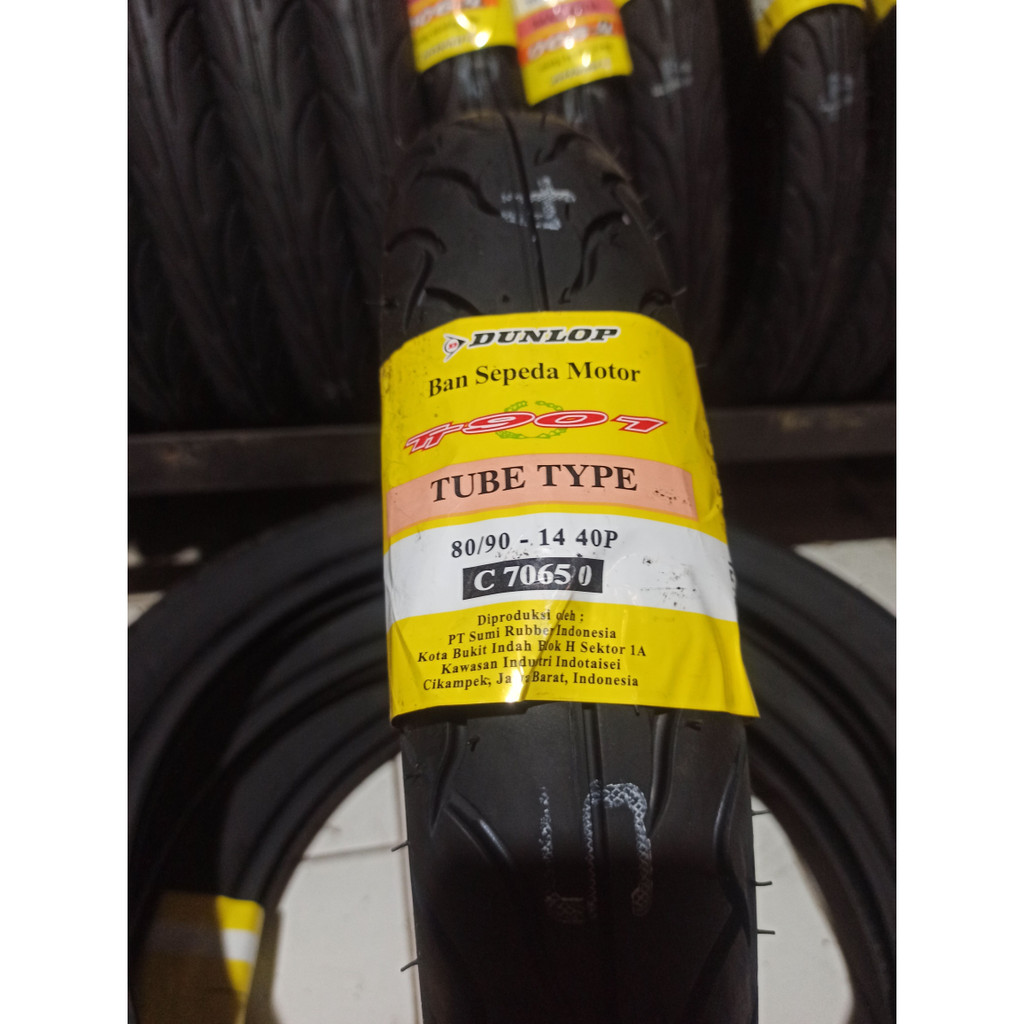 DUNLOP
Ban Sepeda Motor
TT901
TUBE TYPE
80/90 - 14 40P
C 70650
Diproduksi oleh ;
PT Sumi Rubber Indonesia
Kota Bukit Indah Blok H Sektor 1A
Kawasan Industri Indotaisei
Cikampek, Jawa Barat, Indonesia